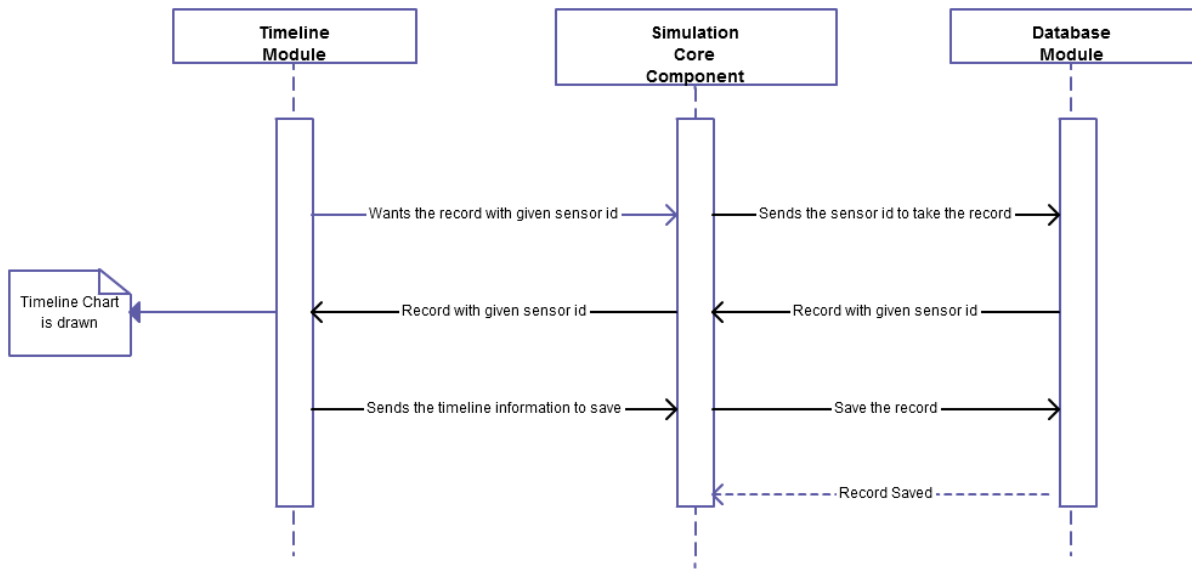 Timeline
Module
Simulation
Core
Component
Database
Module
Wants the record with given sensor id
Sends the sensor id to take the record
Timeline Chart
is drawn
Record with given sensor id
Record with given sensor id
Sends the timeline information to save
Save the record
Record Saved